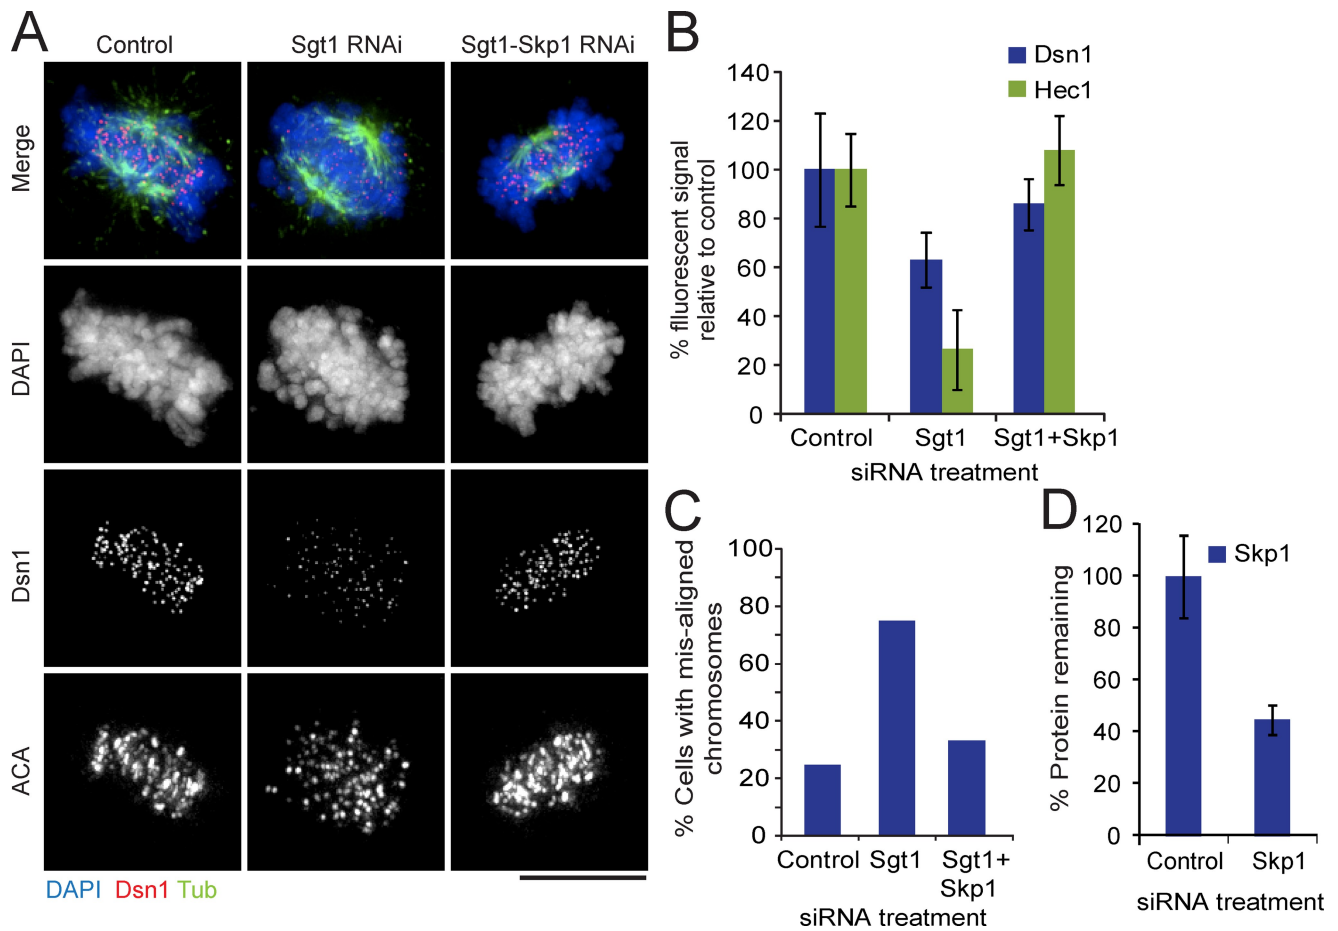 A
Control
Sgt1 RNAi
Sgt1-Skp1 RNAi
Merge
DAPI
Dsn1
ACA
DAPI Dsn1 Tub
B
Dsn1
Hec1
% fliuorescent signal
relative to control
140
120
100
80
60
40
20
0
Control
Sgt1
Sgt1+Skp1
siRNA treatment
C
% Cells with mis-aligned
chromosomes
100
80
60
40
20
0
Control
Sgt1
Sgt1+
Skp1
siRNA treatment
D
Skp1
% Protein remaining
120
100
80
60
40
20
0
Control
Skp1
siRNA treatment